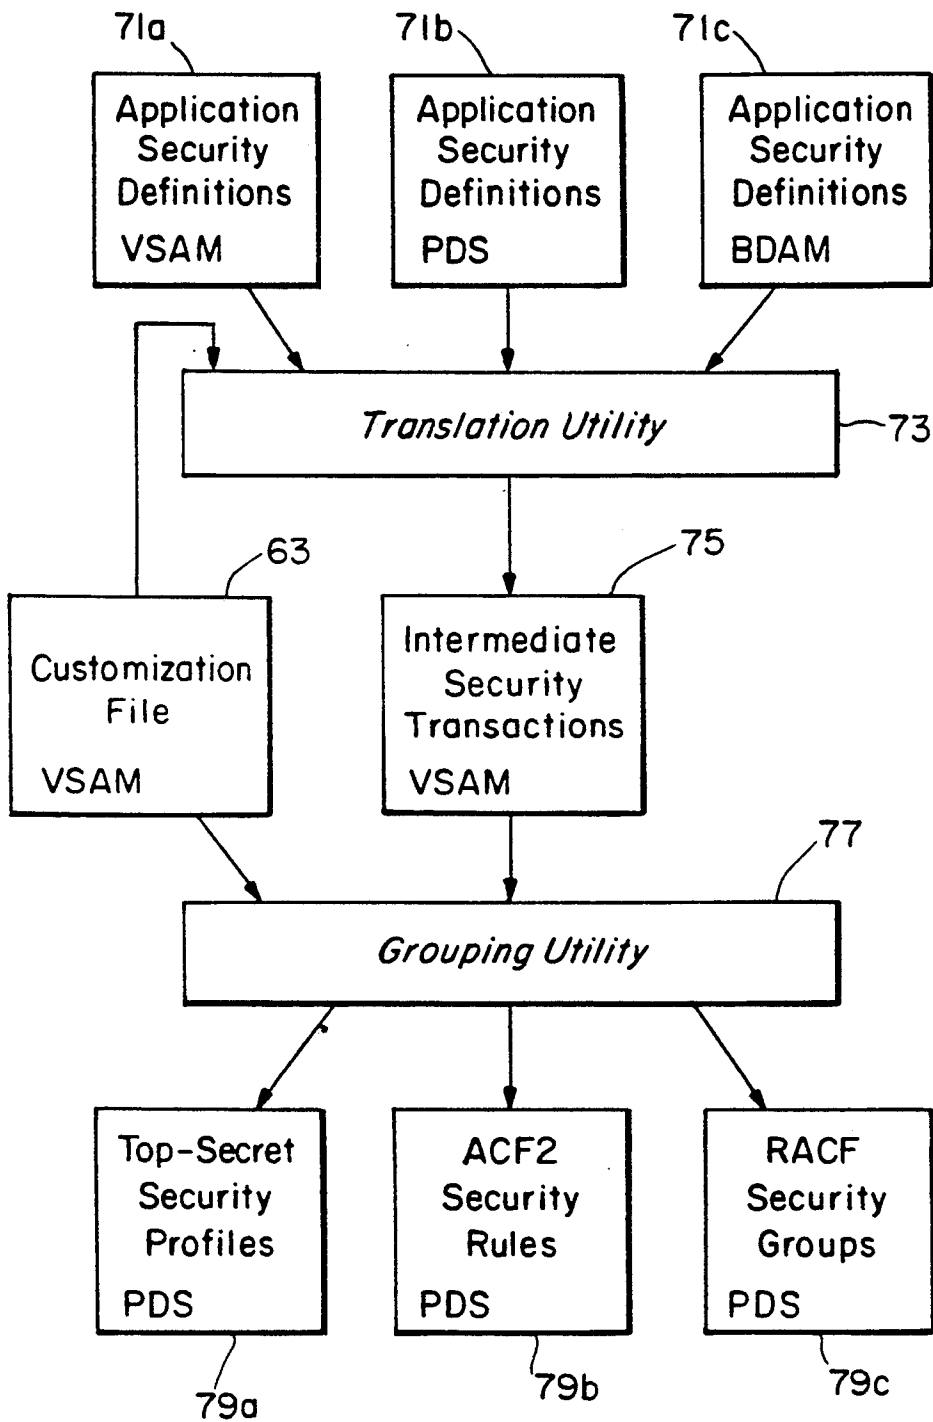 71a
71b
71c
Application
Security
Definitions
VSAM
Application
Security
Definitions
PDS
Application
Security
Definitions
BDAM
Translation Utility
73
63
75
Customization
File
VSAM
Intermediate
Security
Transactions
VSAM
77
Grouping Utility
Top-Secret
Security
Profiles
PDS
ACF2
Security
Rules
PDS
RACF
Security
Groups
PDS
79a
79b
79c